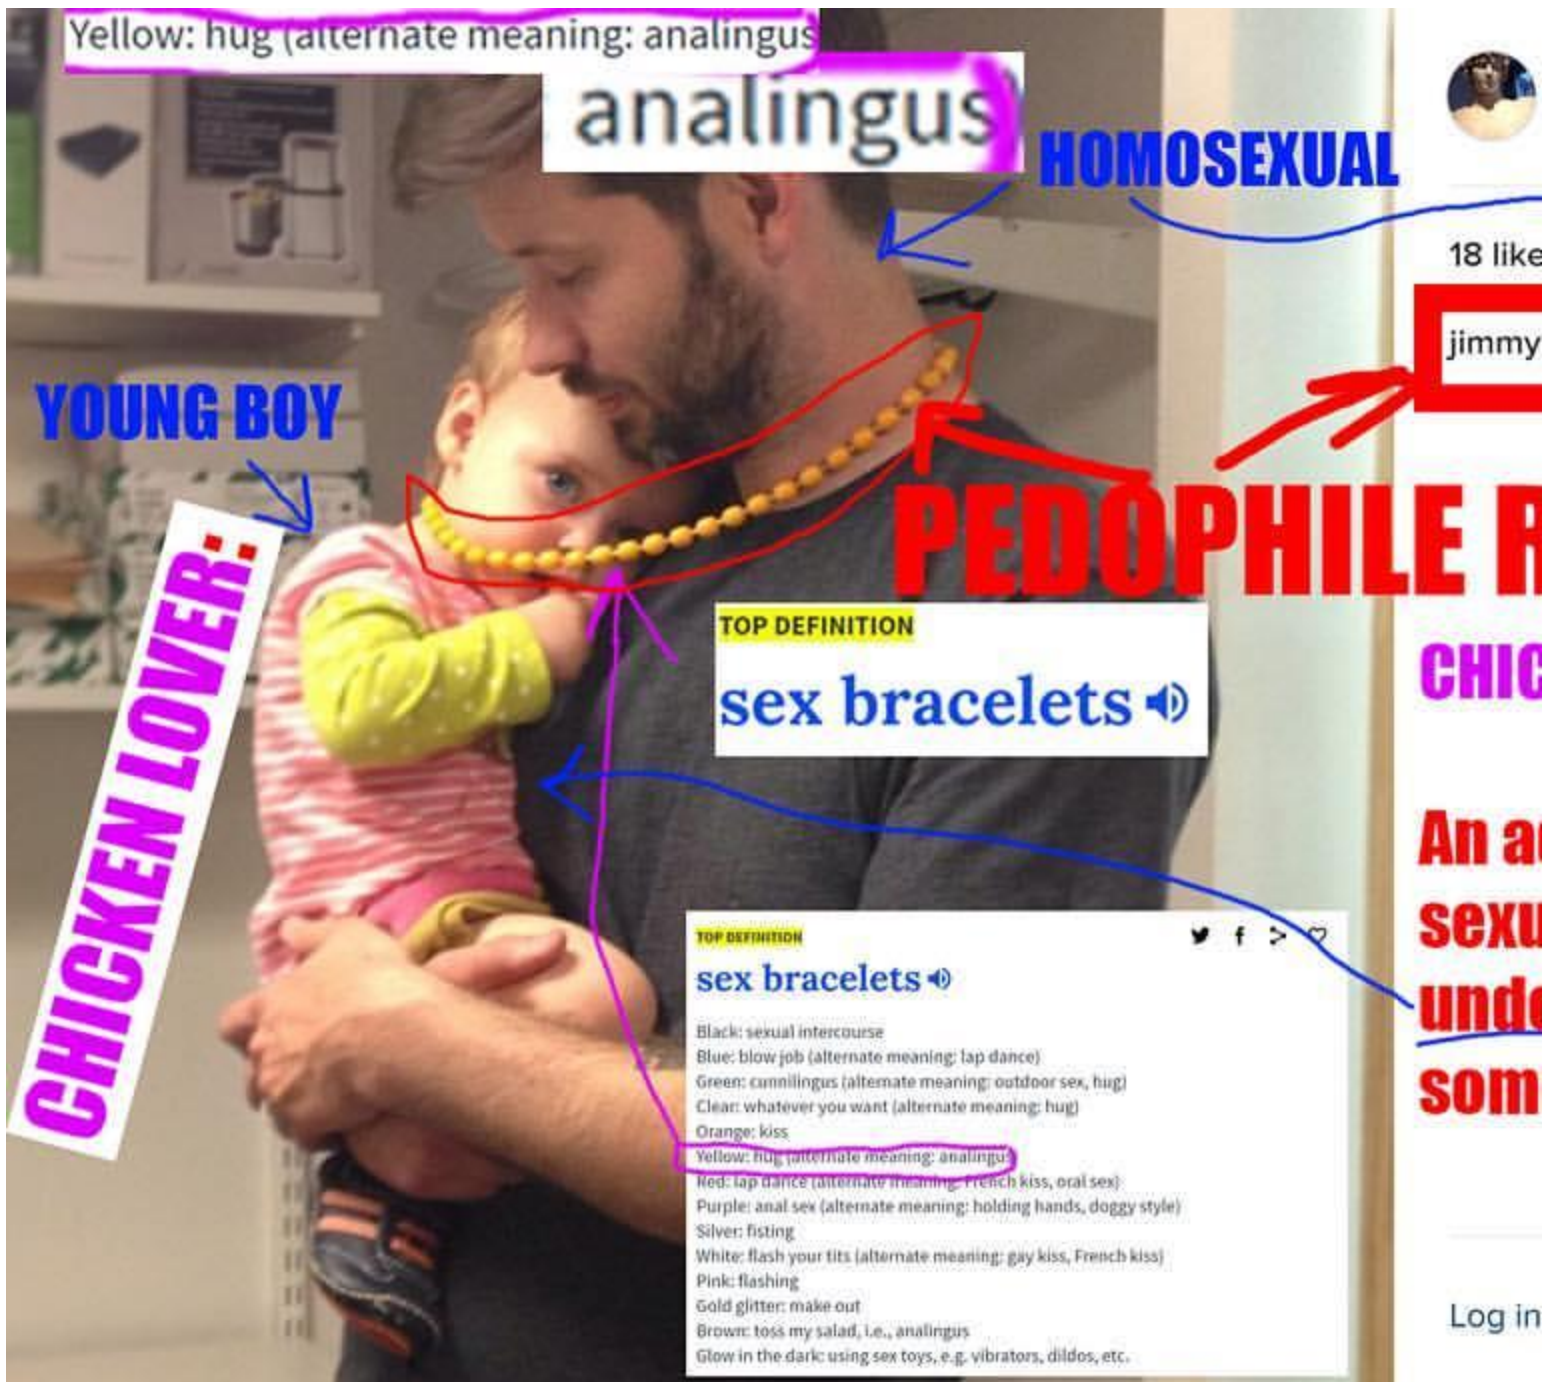 Yellow: hug (alternate meaning: analingus
analingus)
HOMOSEXUAL
18 like
jimmy
YOUNG BOY
CHICKEN LOVER:
PEDOPHILE R
TOP DEFINITION
sex bracelets
CHIC
An a
sexu
unde
som
TOP DEFINITION
sex bracelets
Black: sexual intercourse
Blue: blow job (alternate meaning: lap dance)
Green: cunnilingus (alternate meaning: outdoor sex, hug)
Clear: whatever you want (alternate meaning: hug)
Orange: kiss
Yellow: hug (alternate meaning: analingus
Red: lap dance (alternate meaning: French kiss, oral sex)
Purple: anal sex (alternate meaning: holding hands, doggy style)
Silver: fisting
White: flash your tits (alternate meaning: gay kiss, French kiss)
Pink: flashing
Gold glitter: make out
Brown: toss my salad, i.e., analingus
Glow in the dark: using sex toys, e.g. vibrators, dildos, etc.
Log in